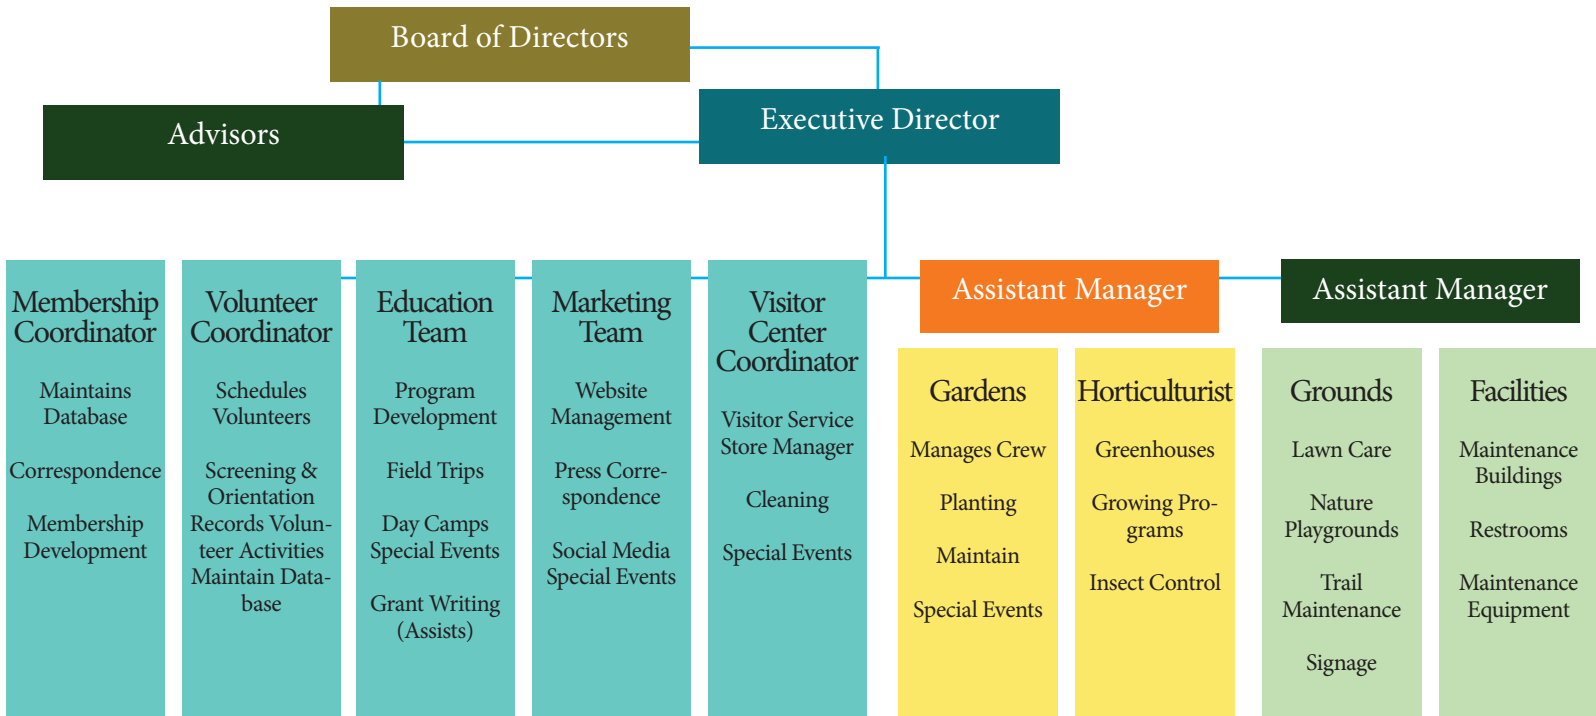 Board of Directors
Executive Director
Advisors
Membership
Coordinator
Maintains
Database
Correspondence
Membership
Development
Volunteer
Coordinator
Schedules
Volunteers
Screening &
Orientation
Records Volun-
teer Activities
Maintain Data-
base
Education
Team
Program
Development
Field Trips
Day Camps
Special Events
Grant Writing
(Assists)
Marketing
Team
Website
Management
Press Corre-
spondence
Social Media
Special Events
Visitor
Center
Coordinator
Visitor Service
Store Manager
Cleaning
Special Events
Assistant Manager
Gardens
Manages Crew
Planting
Maintain
Special Events
Horticulturist
Greenhouses
Growing Pro-
grams
Insect Control
Assistant Manager
Grounds
Lawn Care
Nature
Playgrounds
Trail
Maintenance
Signage
Facilities
Maintenance
Buildings
Restrooms
Maintenance
Equipment